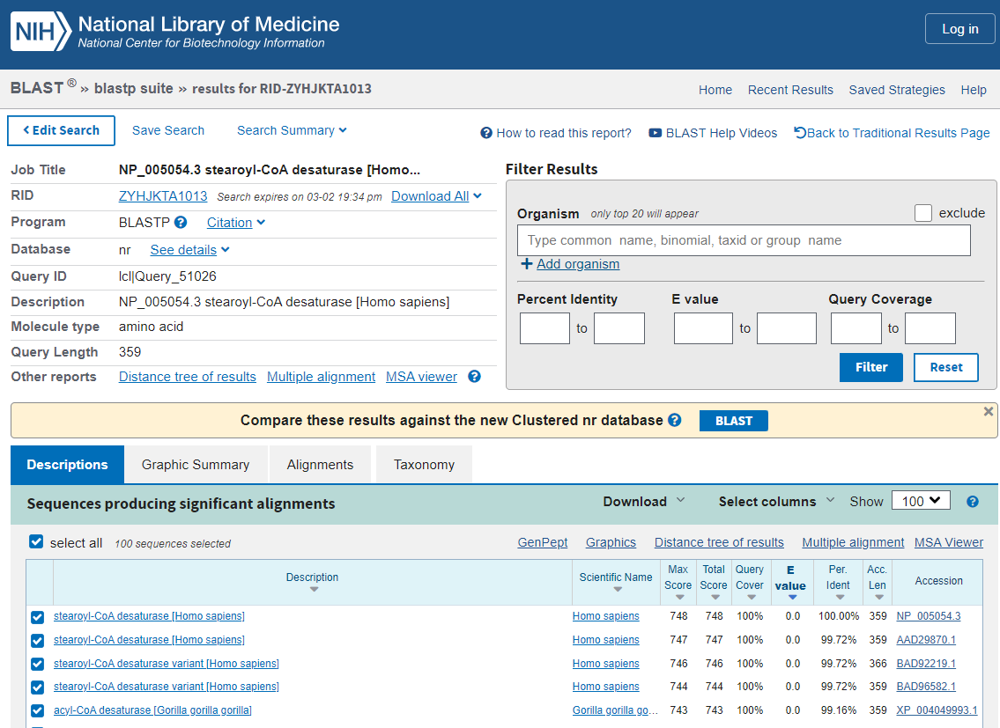 NIH National Library of Medicine
National Center for Biotechnology Information
Log in
BLAST ® » blastp suite » results for RID-ZYHJKTA1013
Home Recent Results Saved Strategies Help
Edit Search Save Search Search Summary
How to read this report? BLAST Help Videos Back to Traditional Results Page
Job Title NP_005054.3 stearoyl-CoA desaturase [Homo...
RID ZYHJKTA1013 Search expires on 03-02 19:34 pm Download All
Program BLASTP Citation
Database nr See details
Query ID lcl|Query_51026
Description NP_005054.3 stearoyl-CoA desaturase [Homo sapiens]
Molecule type amino acid
Query Length 359
Other reports Distance tree of results Multiple alignment MSA viewer
Filter Results
Organism only top 20 will appear exclude
Type common name, binomial, taxid or group name
+ Add organism
Percent Identity E value Query Coverage
to to to
Filter Reset
Compare these results against the new Clustered nr database BLAST
Descriptions Graphic Summary Alignments Taxonomy
Sequences producing significant alignments Download Select columns Show 100
select all 100 sequences selected GenPept Graphics Distance tree of results Multiple alignment MSA Viewer
Description Scientific Name Max Score Total Score Query Cover E value Per. Ident Acc. Len Accession
stearoyl-CoA desaturase [Homo sapiens] Homo sapiens 748 748 100% 0.0 100.00% 359 NP_005054.3
stearoyl-CoA desaturase [Homo sapiens] Homo sapiens 747 747 100% 0.0 99.72% 359 AAD29870.1
stearoyl-CoA desaturase variant [Homo sapiens] Homo sapiens 746 746 100% 0.0 99.72% 366 BAD92219.1
stearoyl-CoA desaturase variant [Homo sapiens] Homo sapiens 744 744 100% 0.0 99.72% 359 BAD96582.1
acyl-CoA desaturase [Gorilla gorilla gorilla] Gorilla gorilla go... 743 743 100% 0.0 99.16% 359 XP_004049993.1